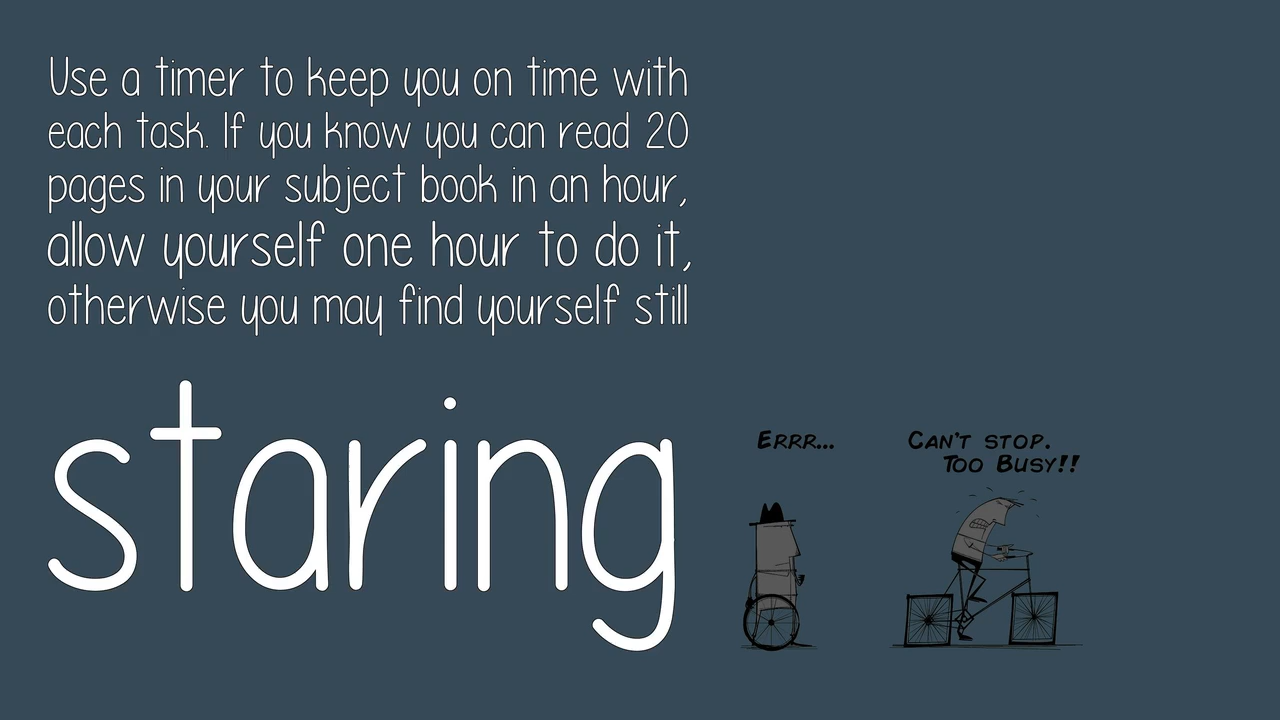 Use a timer to keep you on time with
each task. If you know you can read 20
pages in your subject book in an hour,
allow yourself one hour to do it,
otherwise you may find yourself still
staring
ERRR...
CAN'T STOP.
TOO BUSY!!